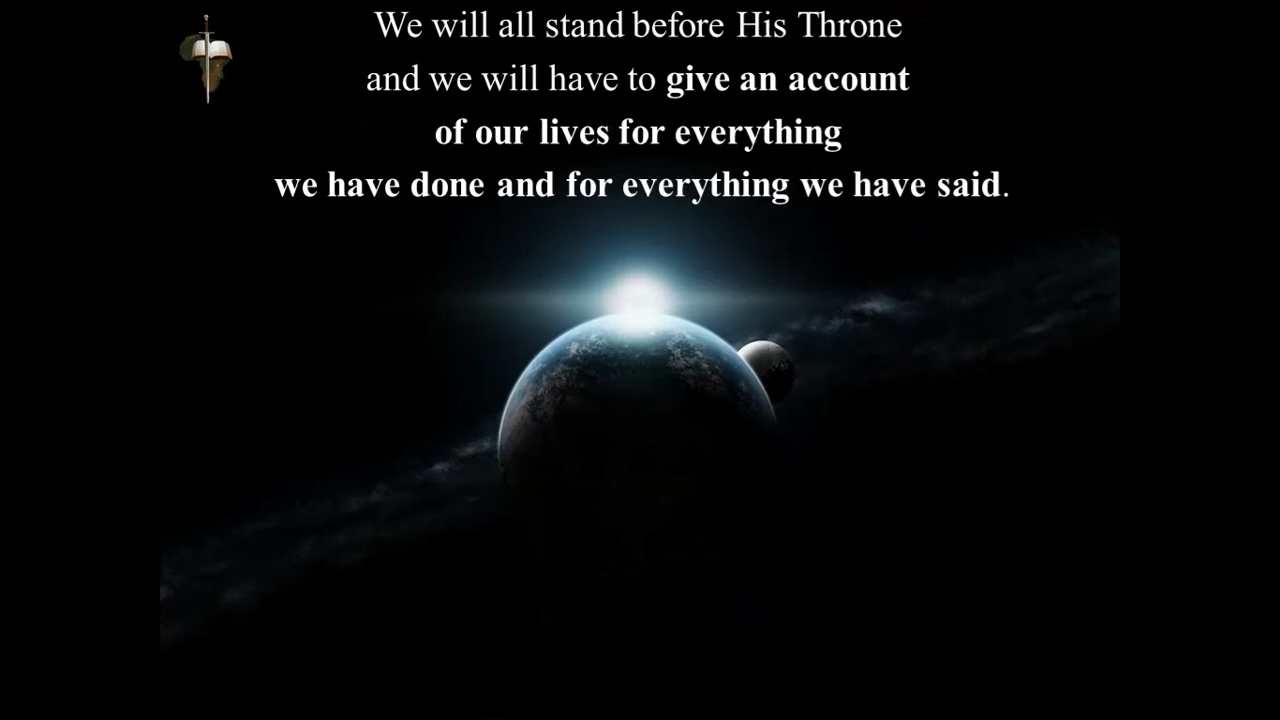 We will all stand before His Throne
and we will have to give an account
of our lives for everything
we have done and for everything we have said.